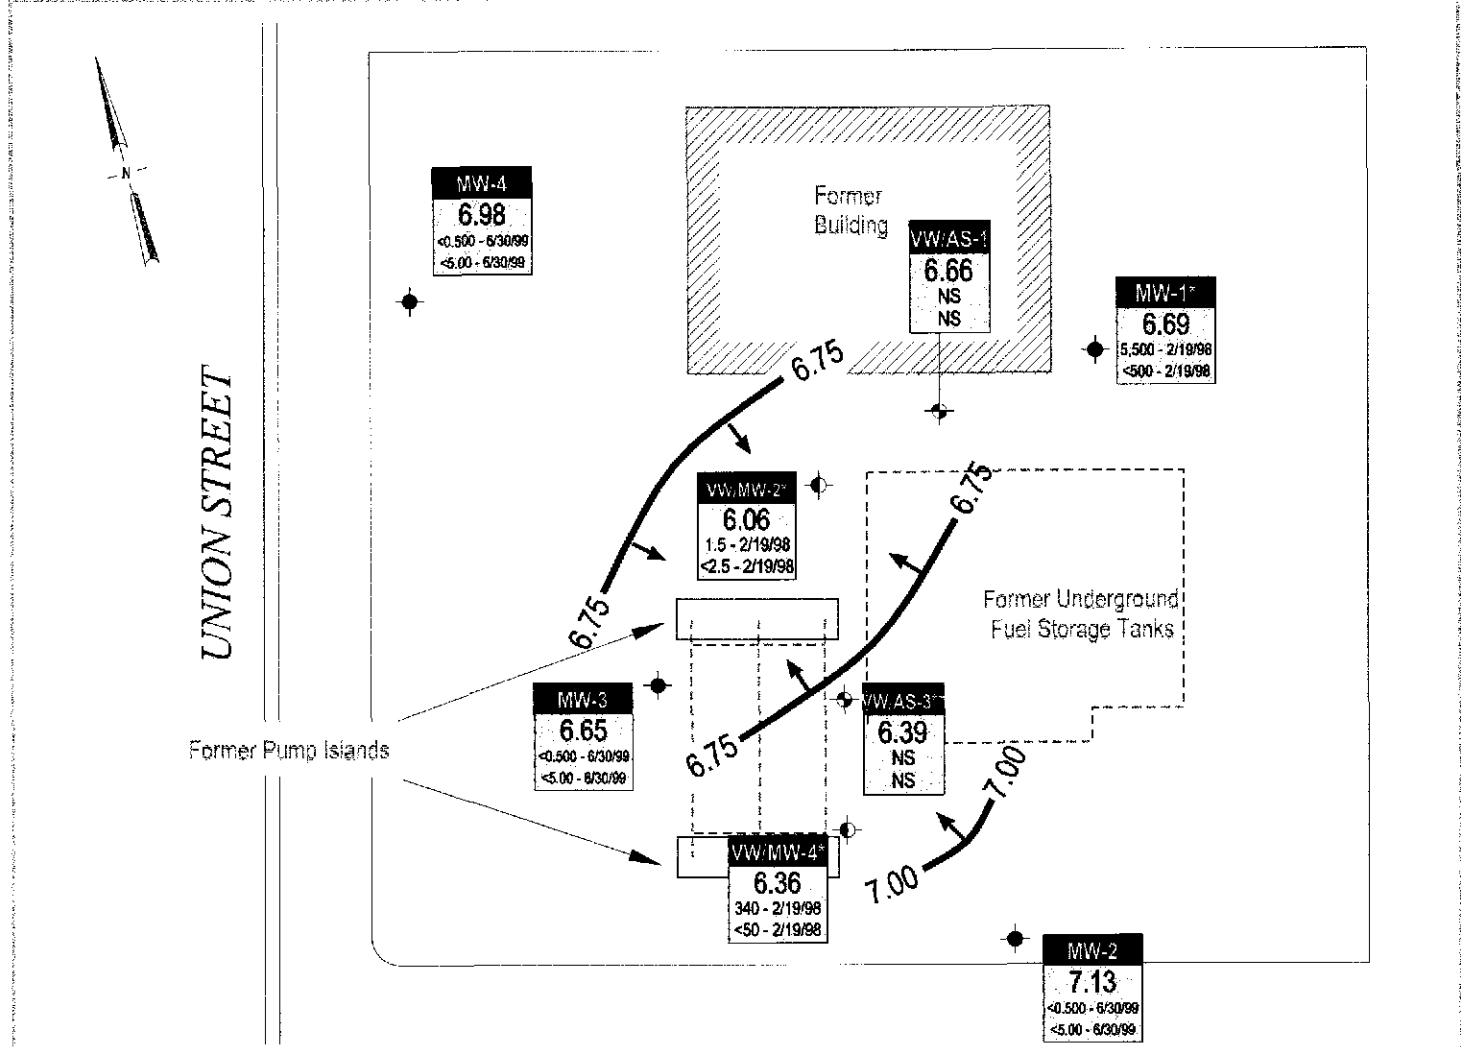 N
MW-4
6.98
<0.500 - 6/30/99
<5.00 - 6/30/99
Former
Building
VW/AS-1
6.66
NS
NS
MW-1*
6.69
5,500 - 2/19/98
<500 - 2/19/98
6.75
UNION STREET
VW/MW-2*
6.06
1.5 - 2/19/98
<2.5 - 2/19/98
6.75
6.75
Former Underground
Fuel Storage Tanks
MW-3
6.65
<0.500 - 6/30/99
<5.00 - 6/30/99
Former Pump Islands
6.75
VW/AS-3*
6.39
NS
NS
7.00
7.00
VW/MW-4*
6.36
340 - 2/19/98
<50 - 2/19/98
MW-2
7.13
<0.500 - 6/30/99
<5.00 - 6/30/99